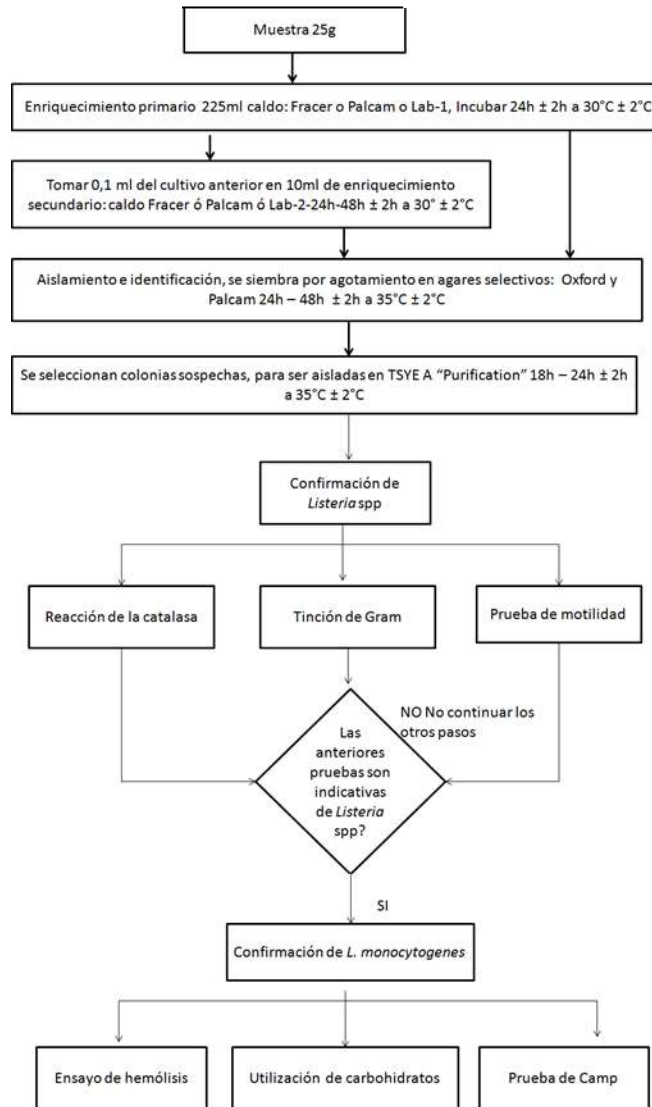 Muestra 25g
Enriquecimiento primario 225ml caldo: Fracer o Palcam o Lab-1, Incubar 24h ± 2h a 30°C ± 2°C
Tomar 0,1 ml del cultivo anterior en 10ml de enriquecimiento
secundario: caldo Fracer ó Palcam ó Lab-2-24h-48h ± 2h a 30° ± 2°C
Aislamiento e identificación, se siembra por agotamiento en agares selectivos: Oxford y
Palcam 24h – 48h ± 2h a 35°C ± 2°C
Se seleccionan colonias sospechas, para ser aisladas en TSYE A “Purification” 18h – 24h ± 2h
a 35°C ± 2°C
Confirmación de
Listeria spp
Reacción de la catalasa
Tinción de Gram
Prueba de motilidad
NO No continuar los
otros pasos
Las
anteriores
pruebas son
indicativas
de Listeria
spp?
SI
Confirmación de L. monocytogenes
Ensayo de hemólisis
Utilización de carbohidratos
Prueba de Camp